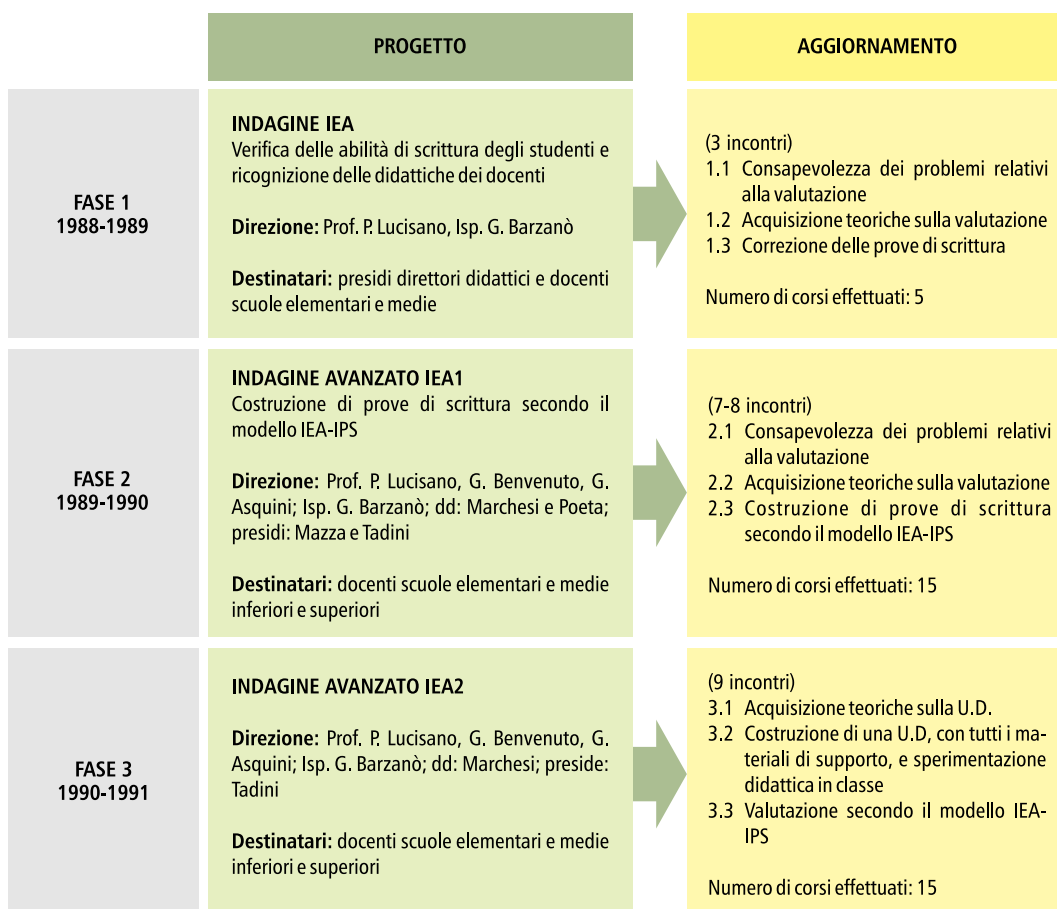 PROGETTO
AGGIORNAMENTO
FASE 1
1988-1989
INDAGINE IEA
Verifica delle abilità di scrittura degli studenti e
ricognizione delle didattiche dei docenti
Direzione: Prof. P. Lucisano, Isp. G. Barzanò
Destinatari: presidi direttori didattici e docenti
scuole elementari e medie
(3 incontri)
1.1 Consapevolezza dei problemi relativi
alla valutazione
1.2 Acquisizione teoriche sulla valutazione
1.3 Correzione delle prove di scrittura
Numero di corsi effettuati: 5
FASE 2
1989-1990
INDAGINE AVANZATO IEA1
Costruzione di prove di scrittura secondo il
modello IEA-IPS
Direzione: Prof. P. Lucisano, G. Benvenuto, G.
Asquini; Isp. G. Barzanò; dd: Marchesi e Poeta;
presidi: Mazza e Tadini
Destinatari: docenti scuole elementari e medie
inferiori e superiori
(7-8 incontri)
2.1 Consapevolezza dei problemi relativi
alla valutazione
2.2 Acquisizione teoriche sulla valutazione
2.3 Costruzione di prove di scrittura
secondo il modello IEA-IPS
Numero di corsi effettuati: 15
FASE 3
1990-1991
INDAGINE AVANZATO IEA2
Direzione: Prof. P. Lucisano, G. Benvenuto, G.
Asquini; Isp. G. Barzanò; dd: Marchesi; preside:
Tadini
Destinatari: docenti scuole elementari e medie
inferiori e superiori
(9 incontri)
3.1 Acquisizione teoriche sulla U.D.
3.2 Costruzione di una U.D, con tutti i ma-
teriali di supporto, e sperimentazione
didattica in classe
3.3 Valutazione secondo il modello IEA-
IPS
Numero di corsi effettuati: 15